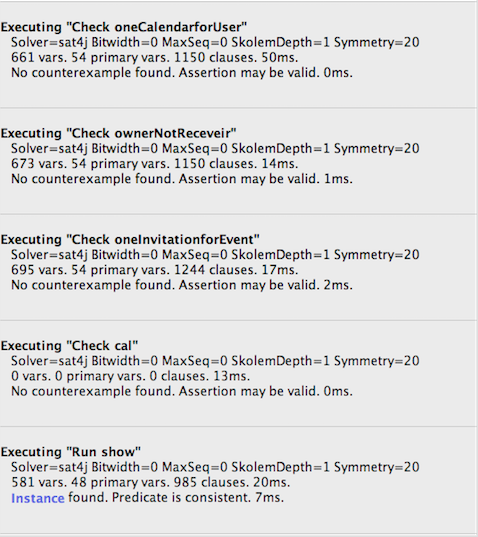 Executing "Check oneCalendarforUser"
Solver=sat4j Bitwidth=0 MaxSeq=0 SkolemDepth=1 Symmetry=20
661 vars. 54 primary vars. 1150 clauses. 50ms.
No counterexample found. Assertion may be valid. 0ms.
Executing "Check ownerNotReceveir"
Solver=sat4j Bitwidth=0 MaxSeq=0 SkolemDepth=1 Symmetry=20
673 vars. 54 primary vars. 1150 clauses. 14ms.
No counterexample found. Assertion may be valid. 1ms.
Executing "Check oneInvitationforEvent"
Solver=sat4j Bitwidth=0 MaxSeq=0 SkolemDepth=1 Symmetry=20
695 vars. 54 primary vars. 1244 clauses. 17ms.
No counterexample found. Assertion may be valid. 2ms.
Executing "Check cal"
Solver=sat4j Bitwidth=0 MaxSeq=0 SkolemDepth=1 Symmetry=20
0 vars. 0 primary vars. 0 clauses. 13ms.
No counterexample found. Assertion may be valid. 0ms.
Executing "Run show"
Solver=sat4j Bitwidth=0 MaxSeq=0 SkolemDepth=1 Symmetry=20
581 vars. 48 primary vars. 985 clauses. 20ms.
Instance found. Predicate is consistent. 7ms.